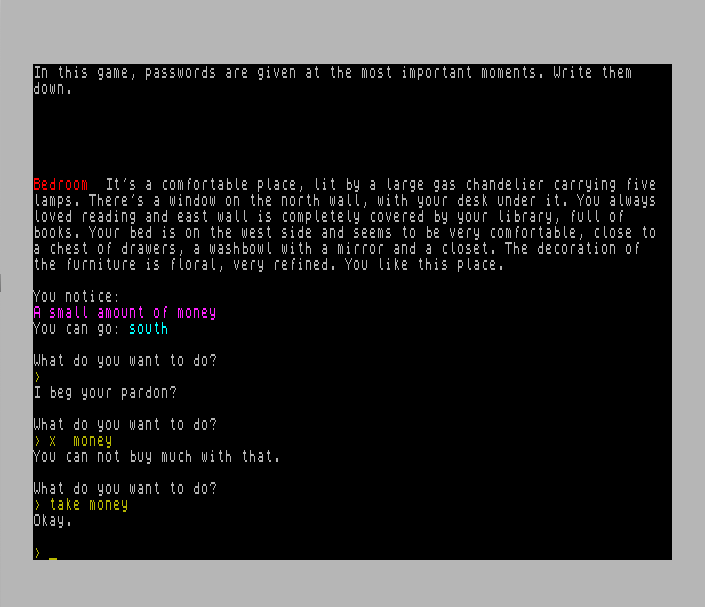 In this game, passwords are given at the most important moments. Write them
down.
Bedroom  It's a comfortable place, lit by a large gas chandelier carrying five
lamps. There's a window on the north wall, with your desk under it. You always
loved reading and east wall is completely covered by your library, full of
books. Your bed is on the west side and seems to be very comfortable, close to
a chest of drawers, a washbowl with a mirror and a closet. The decoration of
the furniture is floral, very refined. You like this place.
You notice:
A small amount of money
You can go: south
What do you want to do?
>
I beg your pardon?
What do you want to do?
> x  money
You can not buy much with that.
What do you want to do?
> take money
Okay.
> _